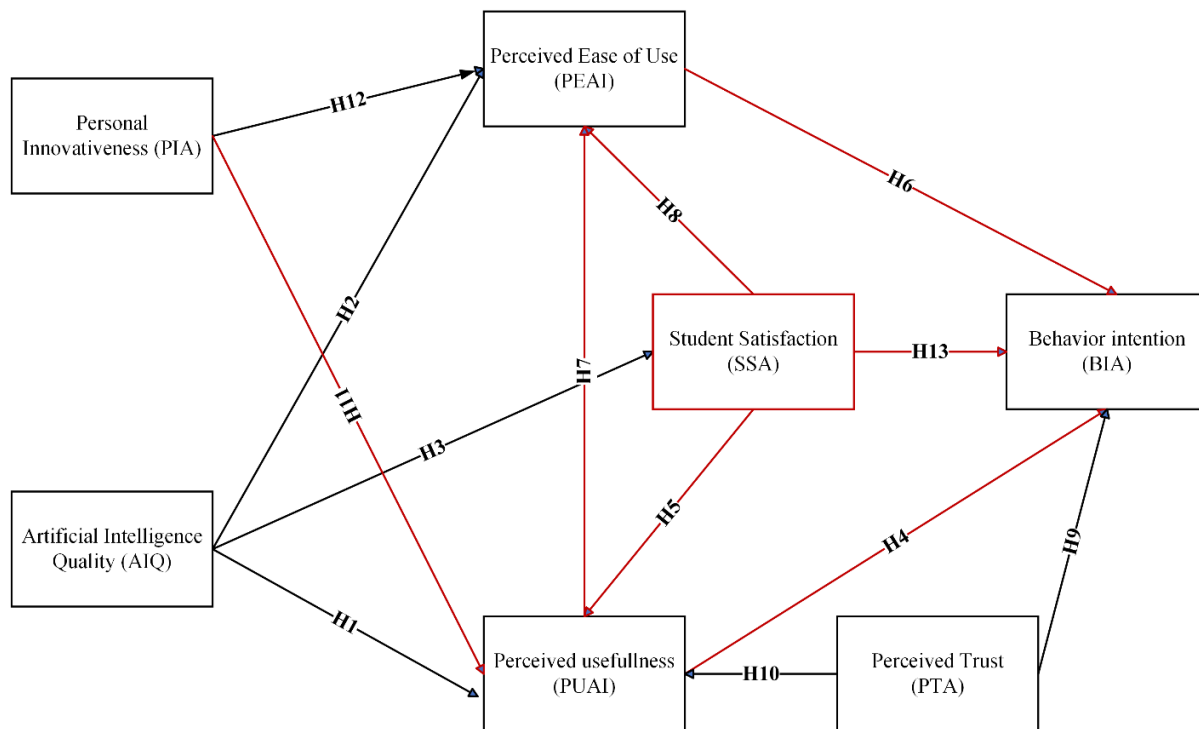 Perceived Ease of Use
(PEAI)
Personal
Innovativeness (PIA)
H12
H6
H8
H2
Student Satisfaction
(SSA)
H13
Behavior intention
(BIA)
H7
H11
H3
H5
H4
H9
Artificial Intelligence
Quality (AIQ)
H1
Perceived usefullness
(PUAI)
H10
Perceived Trust
(PTA)